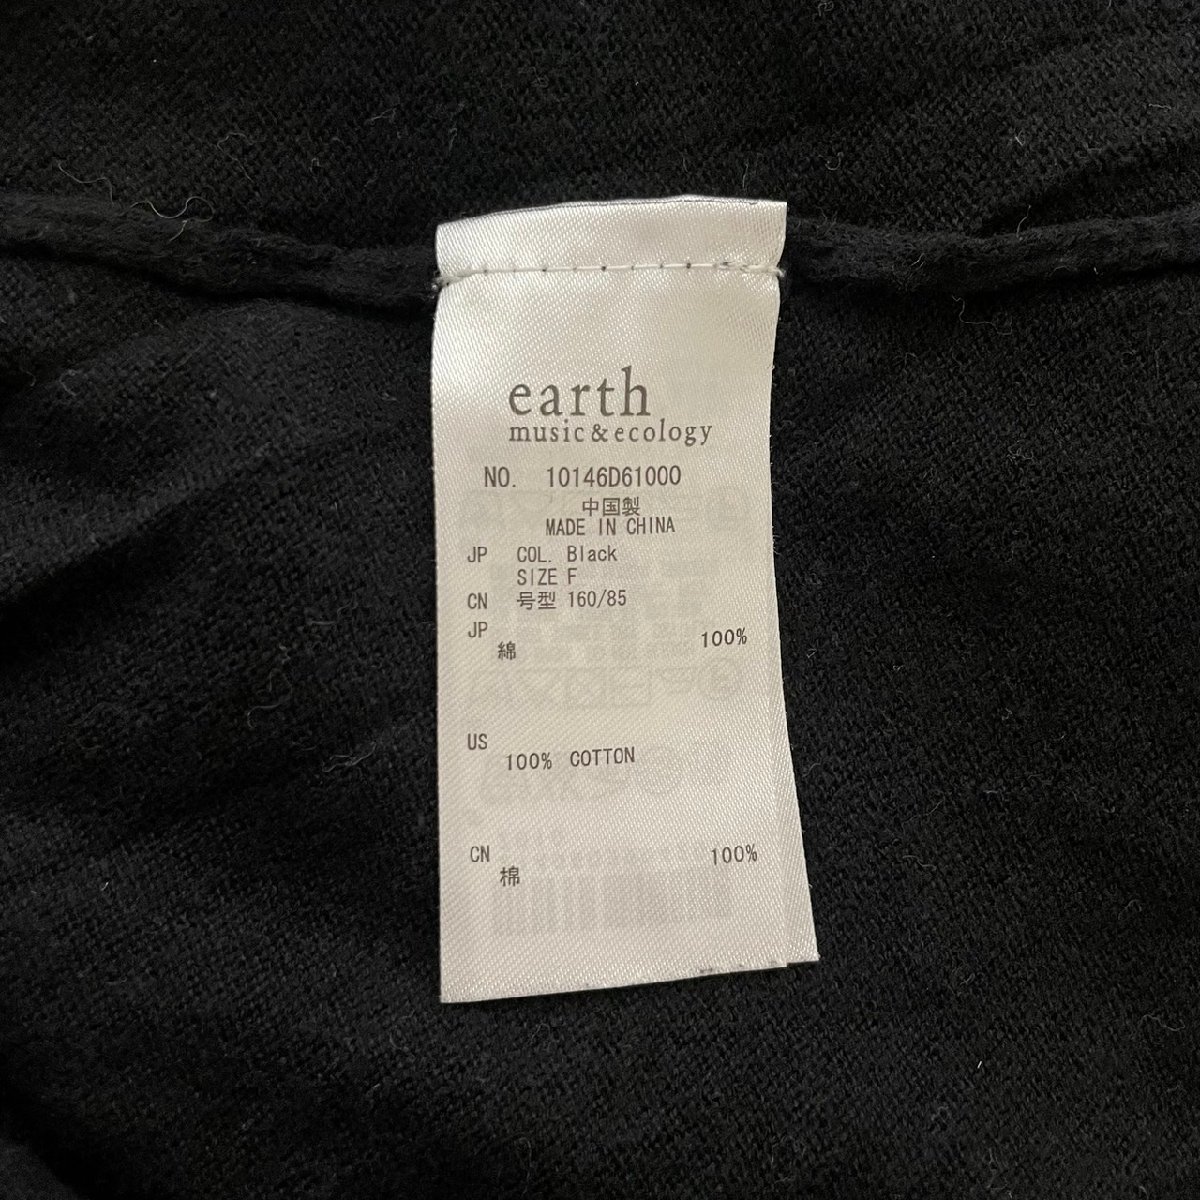 earth
music&ecology
NO. 10146D61000
中国製
MADE IN CHINA
JP COL. Black
SIZE F
CN 号型 160/85
JP
綿 100%
US
100% COTTON
CN 100%
棉